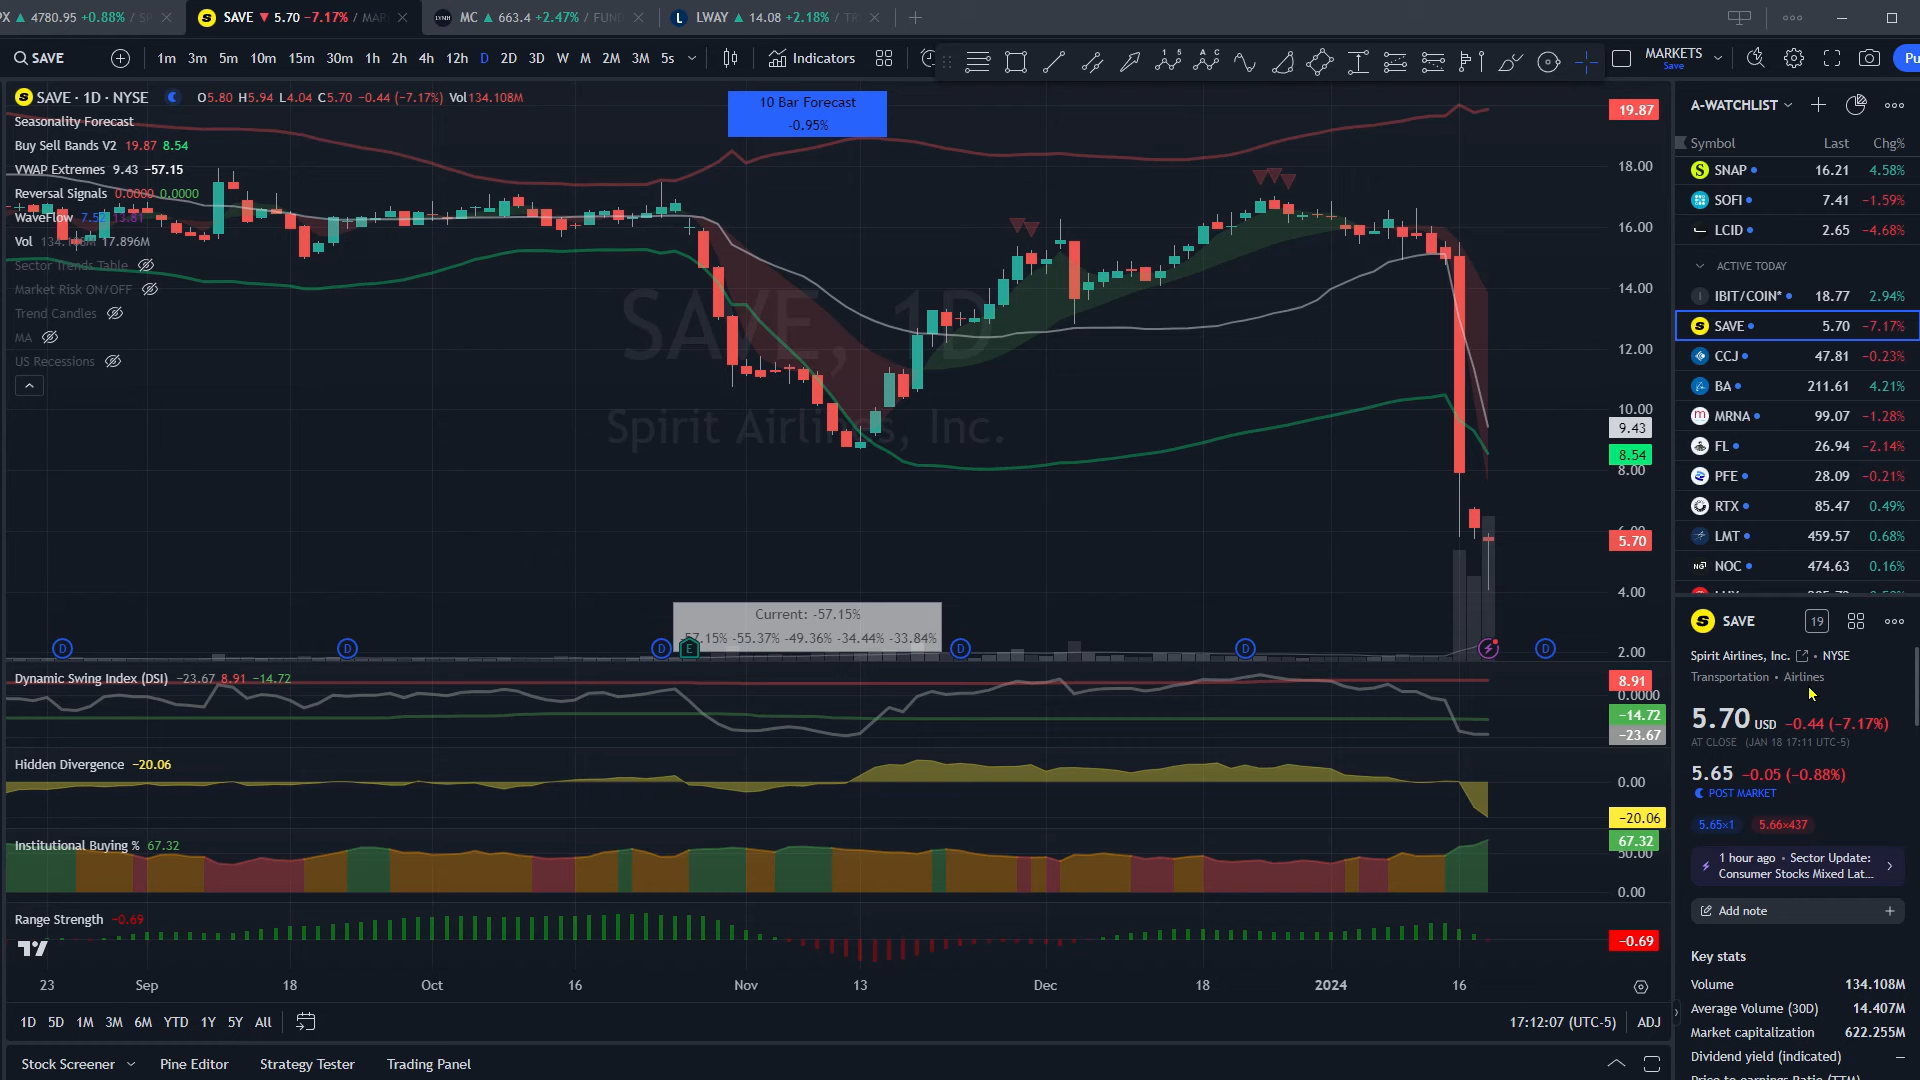 4780.95 +0.88%
SAVE ▼ 5.70 −7.17% / MAR
MC ▲ 663.4 +2.47% / FUND
LWAY ▲ 14.08 +2.18% / TR
SAVE
1m 3m 5m 10m 15m 30m 1h 2h 4h 12h D 2D 3D W M 2M 3M 5s
Indicators
MARKETS
Save
Pu
SAVE · 1D · NYSE
O5.80 H5.94 L4.04 C5.70 −0.44 (−7.17%) Vol134.108M
Seasonality Forecast
Buy Sell Bands V2 19.87 8.54
VWAP Extremes 9.43 −57.15
Reversal Signals 0.0000 0.0000
WaveFlow 7.52 13.81
Vol 17.896M
Sector Trends Table
Market Risk ON/OFF
Trend Candles
MA
US Recessions
10 Bar Forecast
-0.95%
SAVE, 1D
Spirit Airlines, Inc.
19.87
18.00
16.00
14.00
12.00
10.00
9.43
8.54
8.00
6.00
5.70
4.00
2.00
Current: -57.15%
57.15% -55.37% -49.36% -34.44% -33.84%
D D D E D D D
Dynamic Swing Index (DSI) −23.67 8.91 −14.72
8.91
0.0000
−14.72
−23.67
Hidden Divergence −20.06
0.00
−20.06
Institutional Buying % 67.32
67.32
50.00
0.00
Range Strength −0.69
−0.69
23 Sep 18 Oct 16 Nov 13 Dec 18 2024 16
1D 5D 1M 3M 6M YTD 1Y 5Y All
17:12:07 (UTC-5) ADJ
Stock Screener Pine Editor Strategy Tester Trading Panel
A-WATCHLIST
Symbol Last Chg%
SNAP 16.21 4.58%
SOFI 7.41 −1.59%
LCID 2.65 −4.68%
ACTIVE TODAY
IBIT/COIN* 18.77 2.94%
SAVE 5.70 −7.17%
CCJ 47.81 −0.23%
BA 211.61 4.21%
MRNA 99.07 −1.28%
FL 26.94 −2.14%
PFE 28.09 −0.21%
RTX 85.47 0.49%
LMT 459.57 0.68%
NOC 474.63 0.16%
SAVE
19
Spirit Airlines, Inc. • NYSE
Transportation • Airlines
5.70 USD −0.44 (−7.17%)
AT CLOSE (JAN 18 17:11 UTC-5)
5.65 −0.05 (−0.88%)
POST MARKET
5.65×1 5.66×437
1 hour ago • Sector Update:
Consumer Stocks Mixed Lat...
Add note
Key stats
Volume 134.108M
Average Volume (30D) 14.407M
Market capitalization 622.255M
Dividend yield (indicated) —